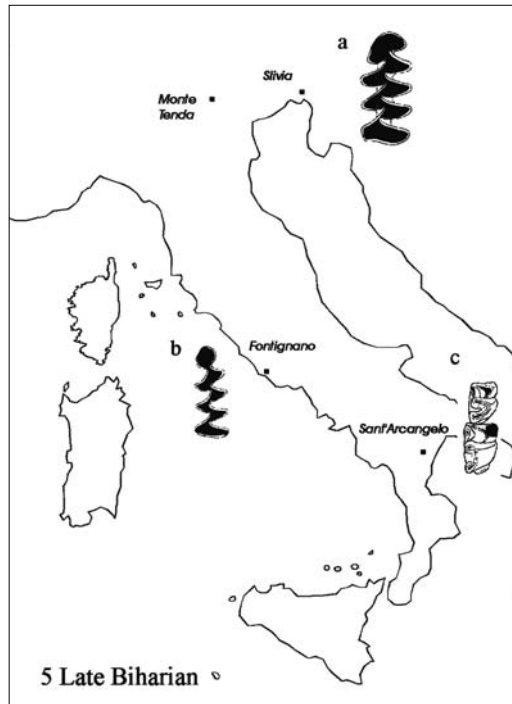 a
Slivia
Monte
Tenda
b
Fontignano
c
Sant'Arcangelo
5 Late Biharian